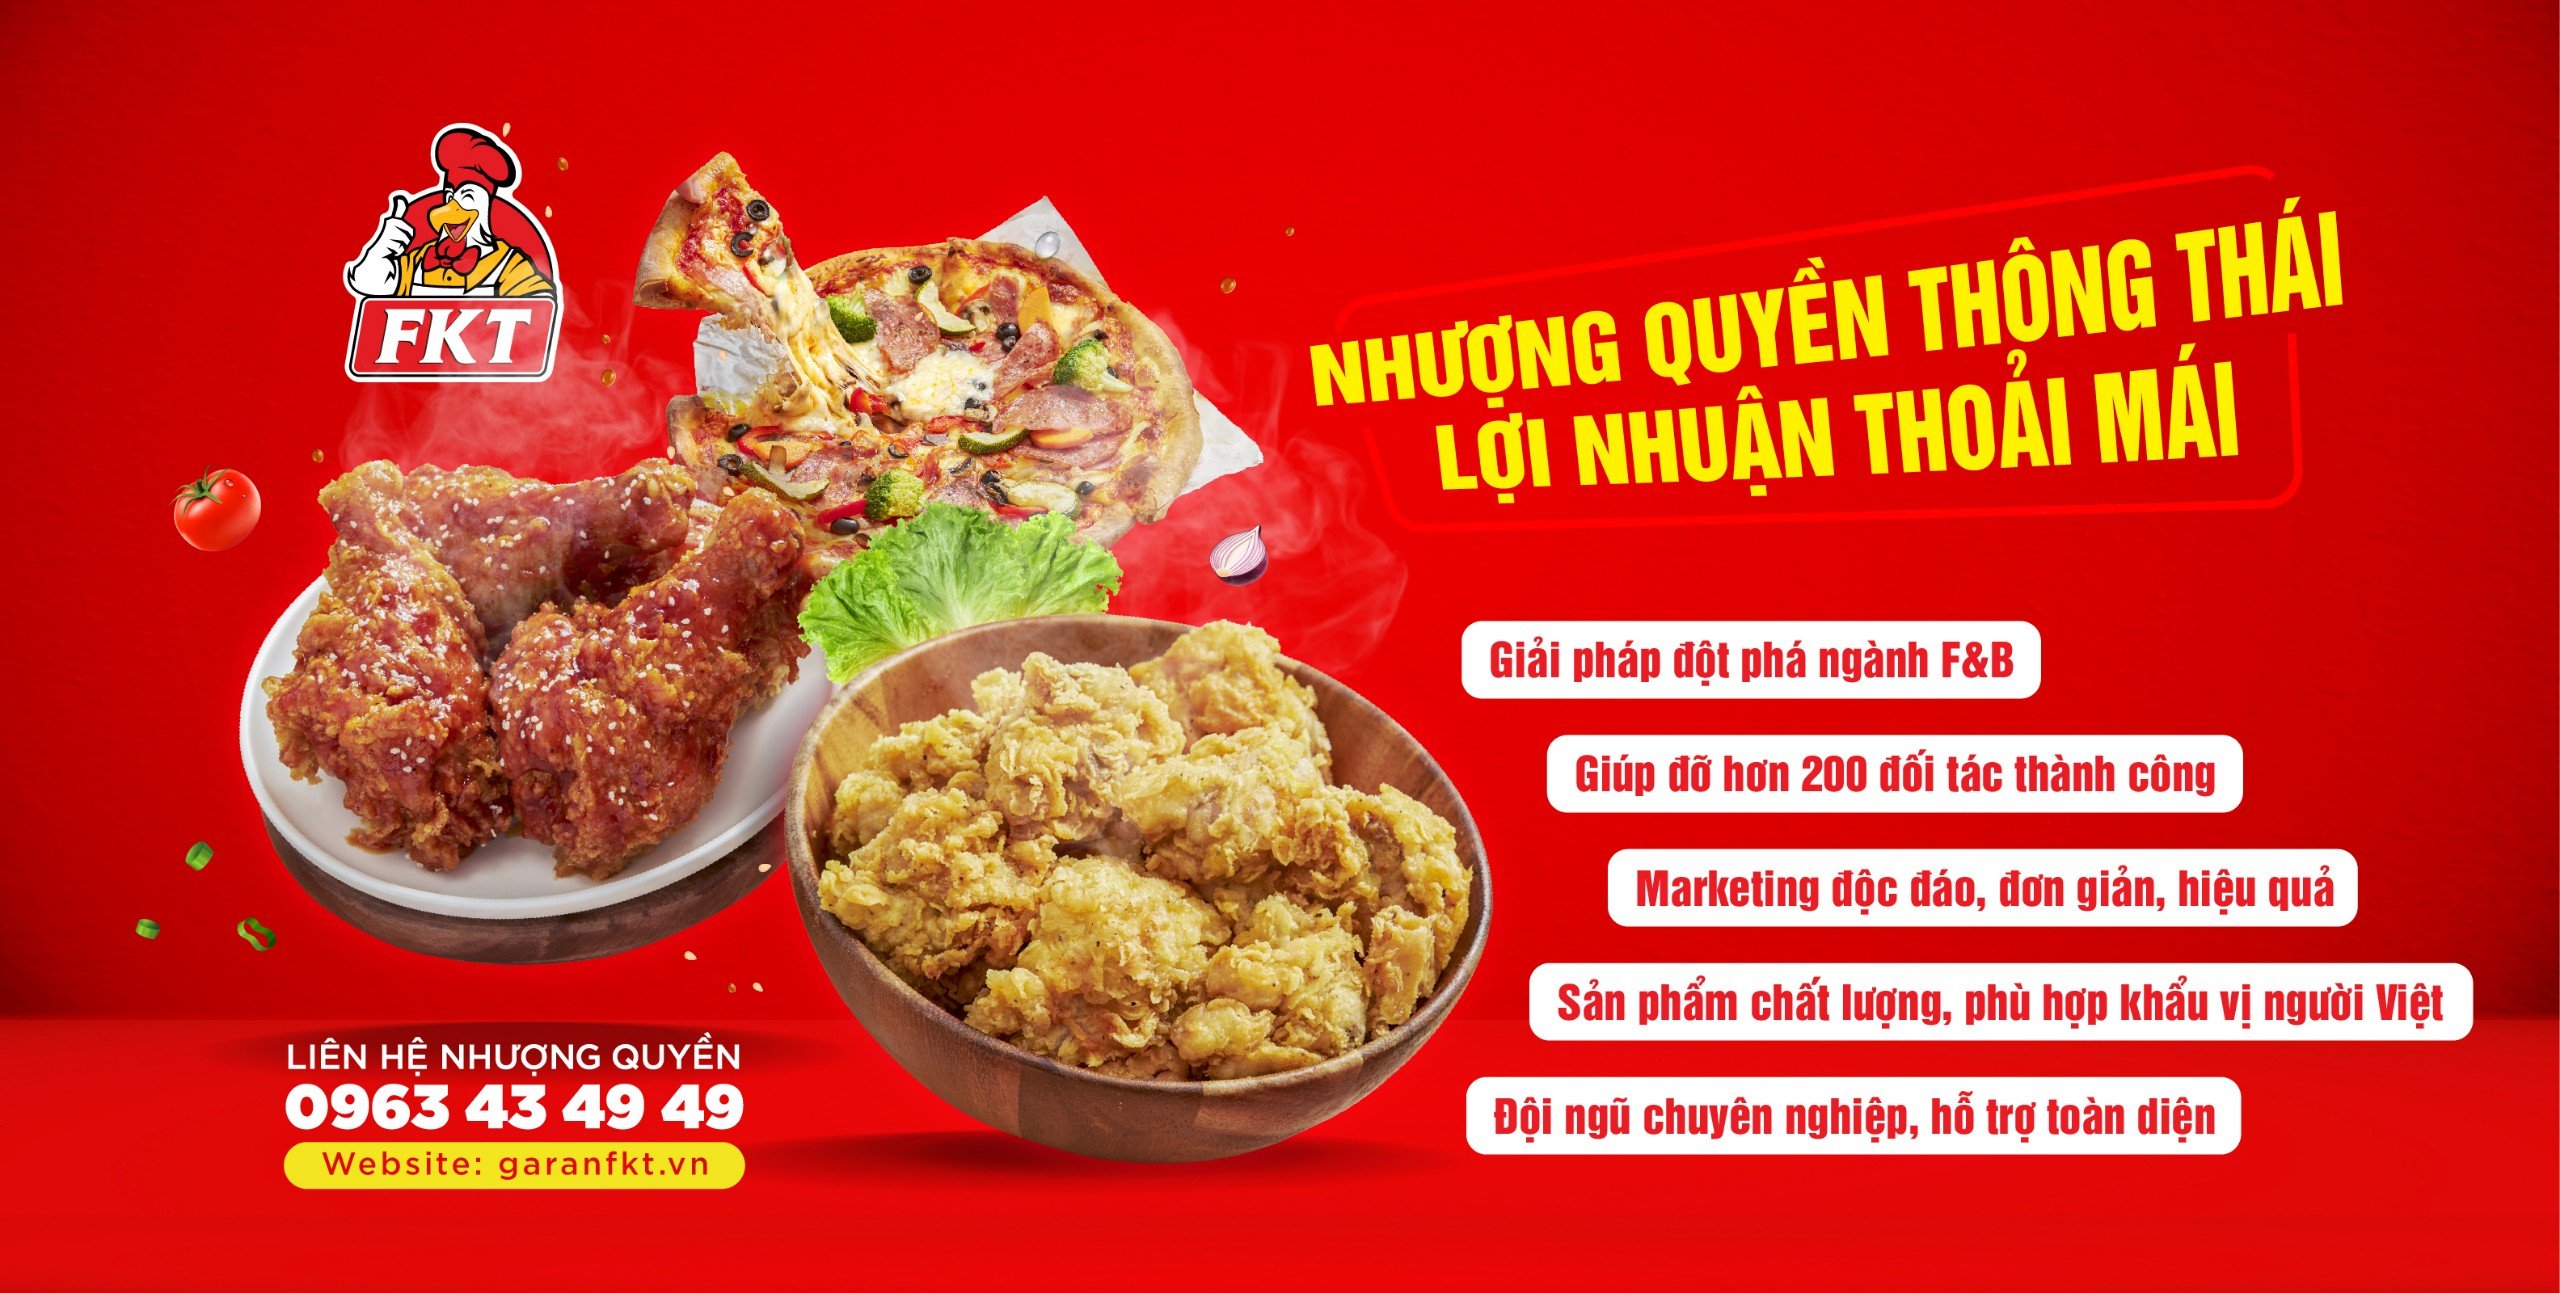 FKT
NHƯỢNG QUYỀN THÔNG THÁI
LỢI NHUẬN THOẢI MÁI
Giải pháp đột phá ngành F&B
Giúp đỡ hơn 200 đối tác thành công
Marketing độc đáo, đơn giản, hiệu quả
Sản phẩm chất lượng, phù hợp khẩu vị người Việt
Đội ngũ chuyên nghiệp, hỗ trợ toàn diện
LIÊN HỆ NHƯỢNG QUYỀN
0963 43 49 49
Website: garanfkt.vn